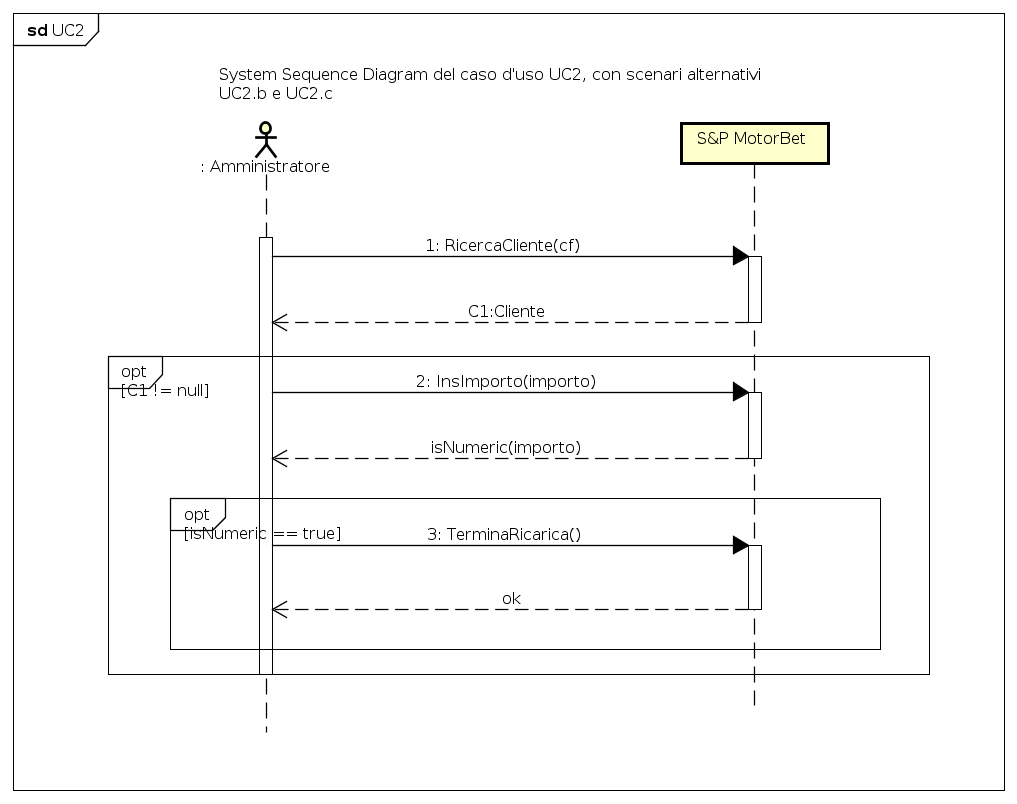 sd UC2
System Sequence Diagram del caso d'uso UC2, con scenari alternativi
UC2.b e UC2.c
: Amministratore
S&P MotorBet
1: RicercaCliente(cf)
C1:Cliente
opt
[C1 != null]
2: InsImporto(importo)
isNumeric(importo)
opt
[isNumeric == true]
3: TerminaRicarica()
ok